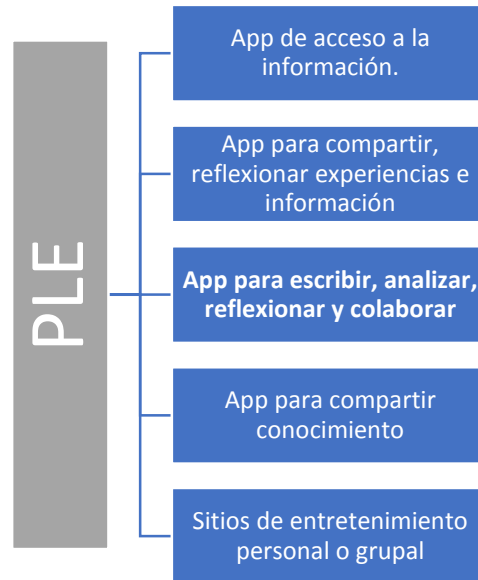 PLE
App de acceso a la
información.
App para compartir,
reflexionar experiencias e
información
App para escribir, analizar,
reflexionar y colaborar
App para compartir
conocimiento
Sitios de entretenimiento
personal o grupal